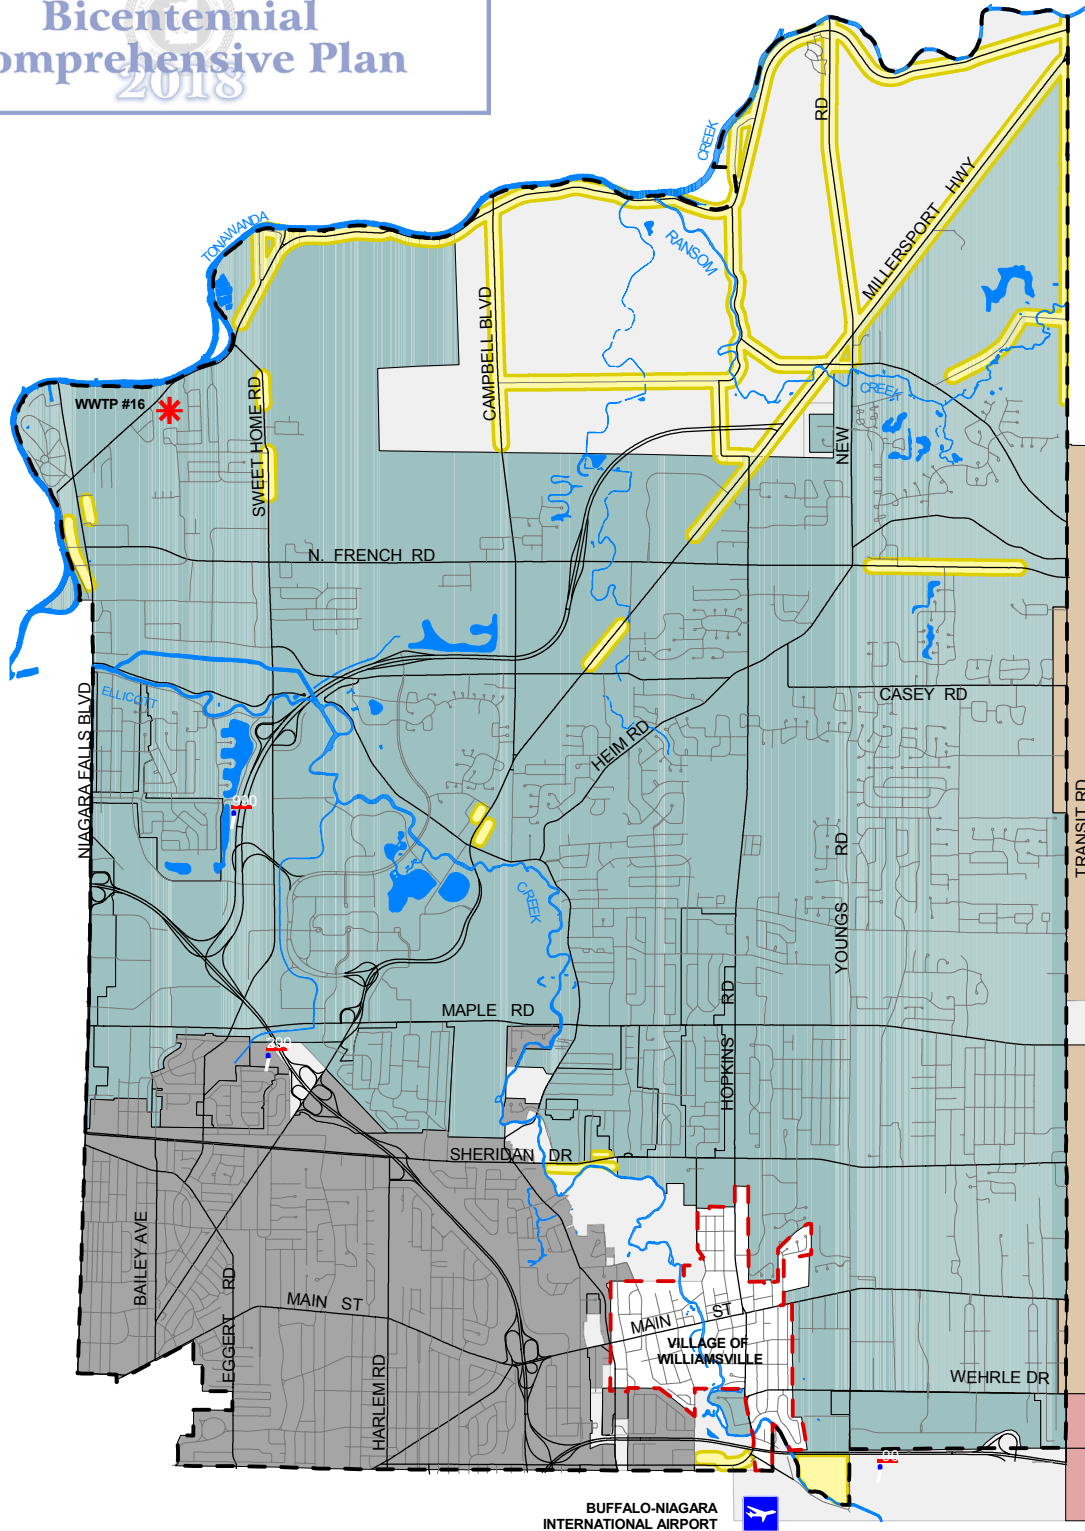 Bicentennial
omprehensive Plan
2018
CREEK
RD
MILLERSPORT HWY
TONAWANDA
RANSOM
CAMPBELL BLVD
WWTP #16
SWEET HOME RD
CREEK
NEW
N. FRENCH RD
ELLICOTT
CASEY RD
NIAGARA FALLS BLVD
HEIM RD
TRANSIT RD
990
CREEK
YOUNGS RD
MAPLE RD
HOPKINS RD
290
SHERIDAN DR
BAILEY AVE
EGGERT RD
MAIN ST
HARLEM RD
MAIN ST
VILLAGE OF
WILLIAMSVILLE
WEHRLE DR
BUFFALO-NIAGARA
INTERNATIONAL AIRPORT